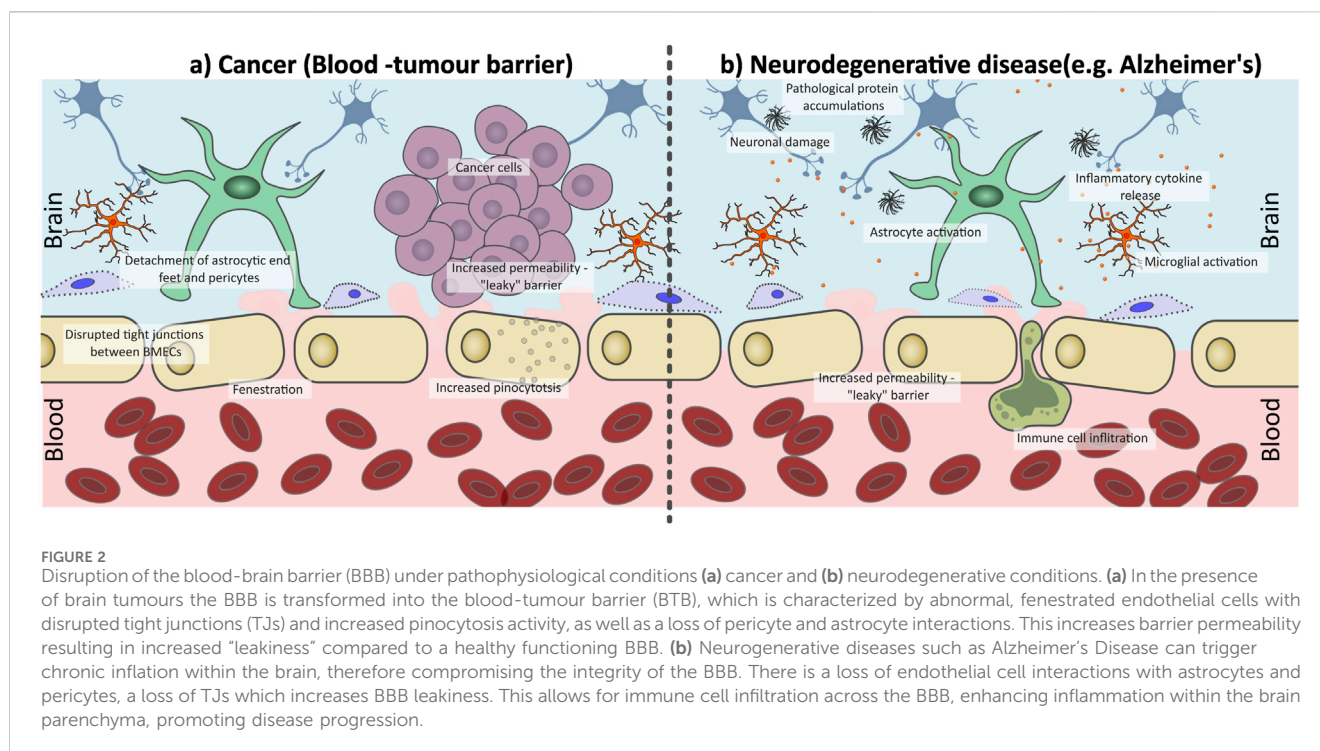 a) Cancer (Blood -tumour barrier)
b) Neurodegenerative disease(e.g. Alzheimer's)
Brain
Blood
Cancer cells
Detachment of astrocytic end
feet and pericytes
Increased permeability -
"leaky" barrier
Disrupted tight junctions
between BMECs
Fenestration
Increased pinocytotsis
Pathological protein
accumulations
Neuronal damage
Inflammatory cytokine
release
Astrocyte activation
Microglial activation
Increased permeability -
"leaky" barrier
Immune cell inflitration
Brain
Blood
FIGURE 2
Disruption of the blood-brain barrier (BBB) under pathophysiological conditions (a) cancer and (b) neurodegenerative conditions. (a) In the presence
of brain tumours the BBB is transformed into the blood-tumour barrier (BTB), which is characterized by abnormal, fenestrated endothelial cells with
disrupted tight junctions (TJs) and increased pinocytosis activity, as well as a loss of pericyte and astrocyte interactions. This increases barrier permeability
resulting in increased “leakiness” compared to a healthy functioning BBB. (b) Neurogenerative diseases such as Alzheimer’s Disease can trigger
chronic inflation within the brain, therefore compromising the integrity of the BBB. There is a loss of endothelial cell interactions with astrocytes and
pericytes, a loss of TJs which increases BBB leakiness. This allows for immune cell infiltration across the BBB, enhancing inflammation within the brain
parenchyma, promoting disease progression.